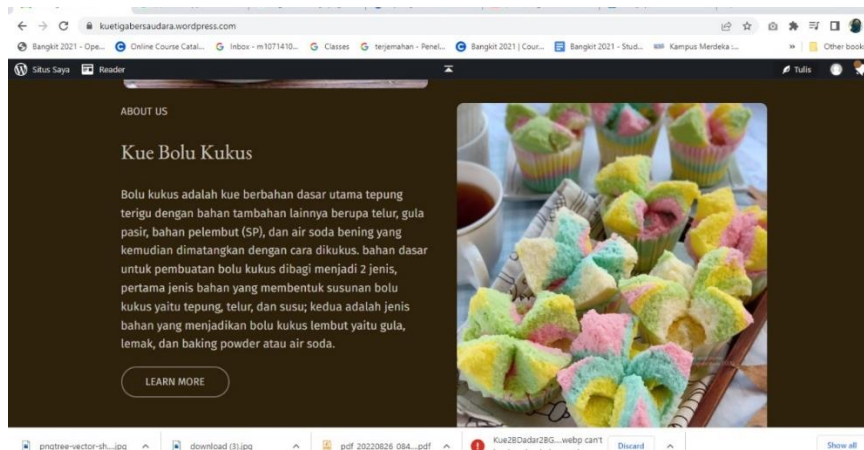 kuetigabersaudara.wordpress.com
Bangkit 2021 - Ope... Online Course Catal... Inbox - m1071410... Classes terjemahan - Penel... Bangkit 2021 | Cour... Bangkit 2021 - Stud... Kampus Merdeka :... » Other book
Situs Saya Reader Tulis
ABOUT US
Kue Bolu Kukus
Bolu kukus adalah kue berbahan dasar utama tepung
terigu dengan bahan tambahan lainnya berupa telur, gula
pasir, bahan pelembut (SP), dan air soda bening yang
kemudian dimatangkan dengan cara dikukus. bahan dasar
untuk pembuatan bolu kukus dibagi menjadi 2 jenis,
pertama jenis bahan yang membentuk susunan bolu
kukus yaitu tepung, telur, dan susu; kedua adalah jenis
bahan yang menjadikan bolu kukus lembut yaitu gula,
lemak, dan baking powder atau air soda.
LEARN MORE
pngtree-vector-sh....jpg download (3).jpg pdf 20220826 084....pdf Kue2BDadar2BG....webp can't Discard Show all